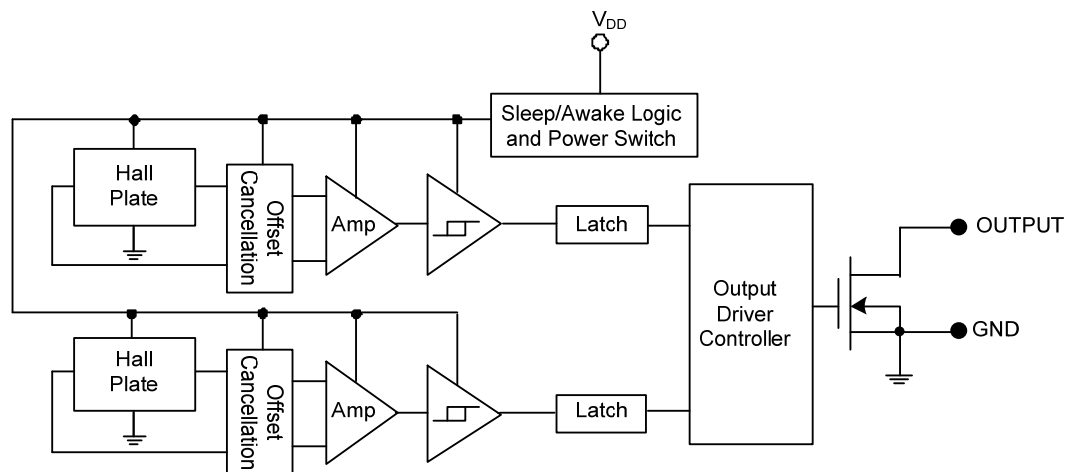 VDD
Sleep/Awake Logic
and Power Switch
Hall
Plate
Offset
Cancellation
Amp
Latch
OUTPUT
Output
Driver
Controller
GND
Hall
Plate
Offset
Cancellation
Amp
Latch